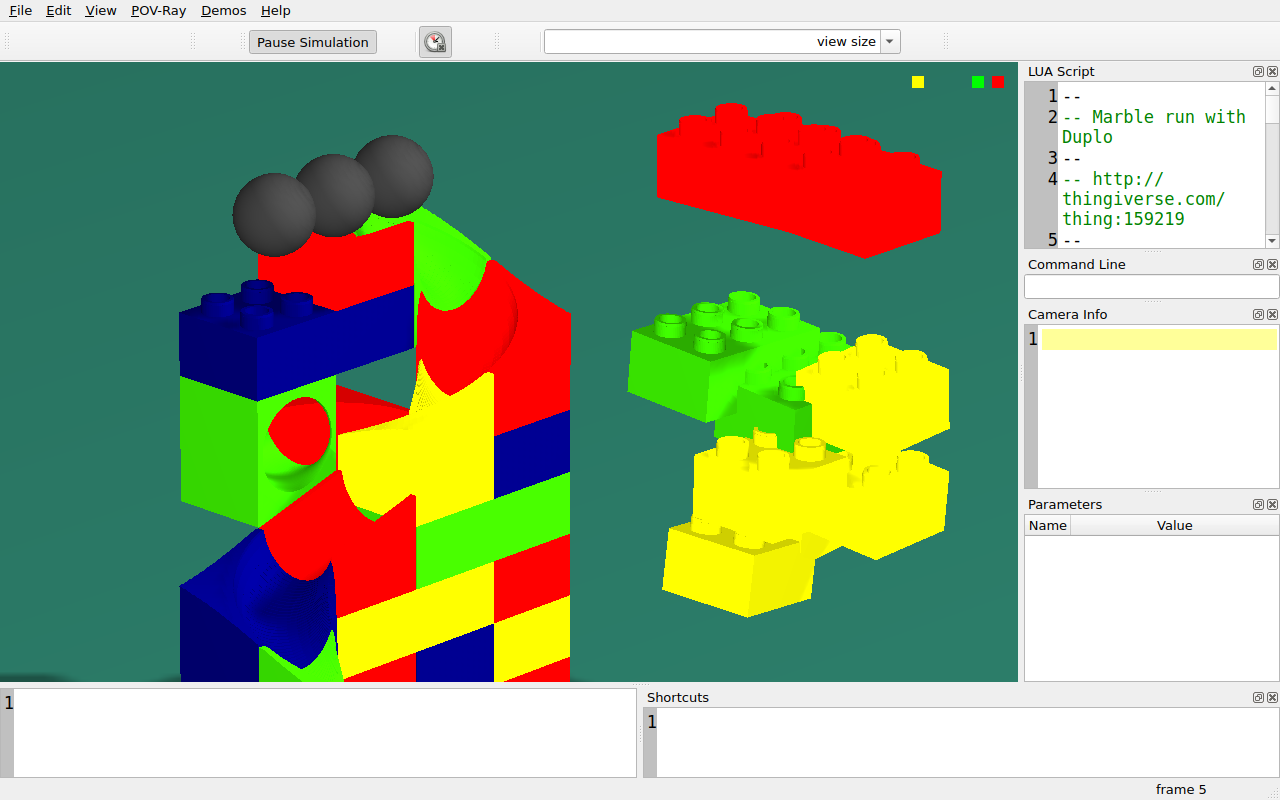 File Edit View POV-Ray Demos Help
Pause Simulation
view size
LUA Script
1 --
2 -- Marble run with
Duplo
3 --
4 -- http://
thingiverse.com/
thing:159219
5 --
Command Line
Camera Info
1
Parameters
Name Value
1
Shortcuts
1
frame 5